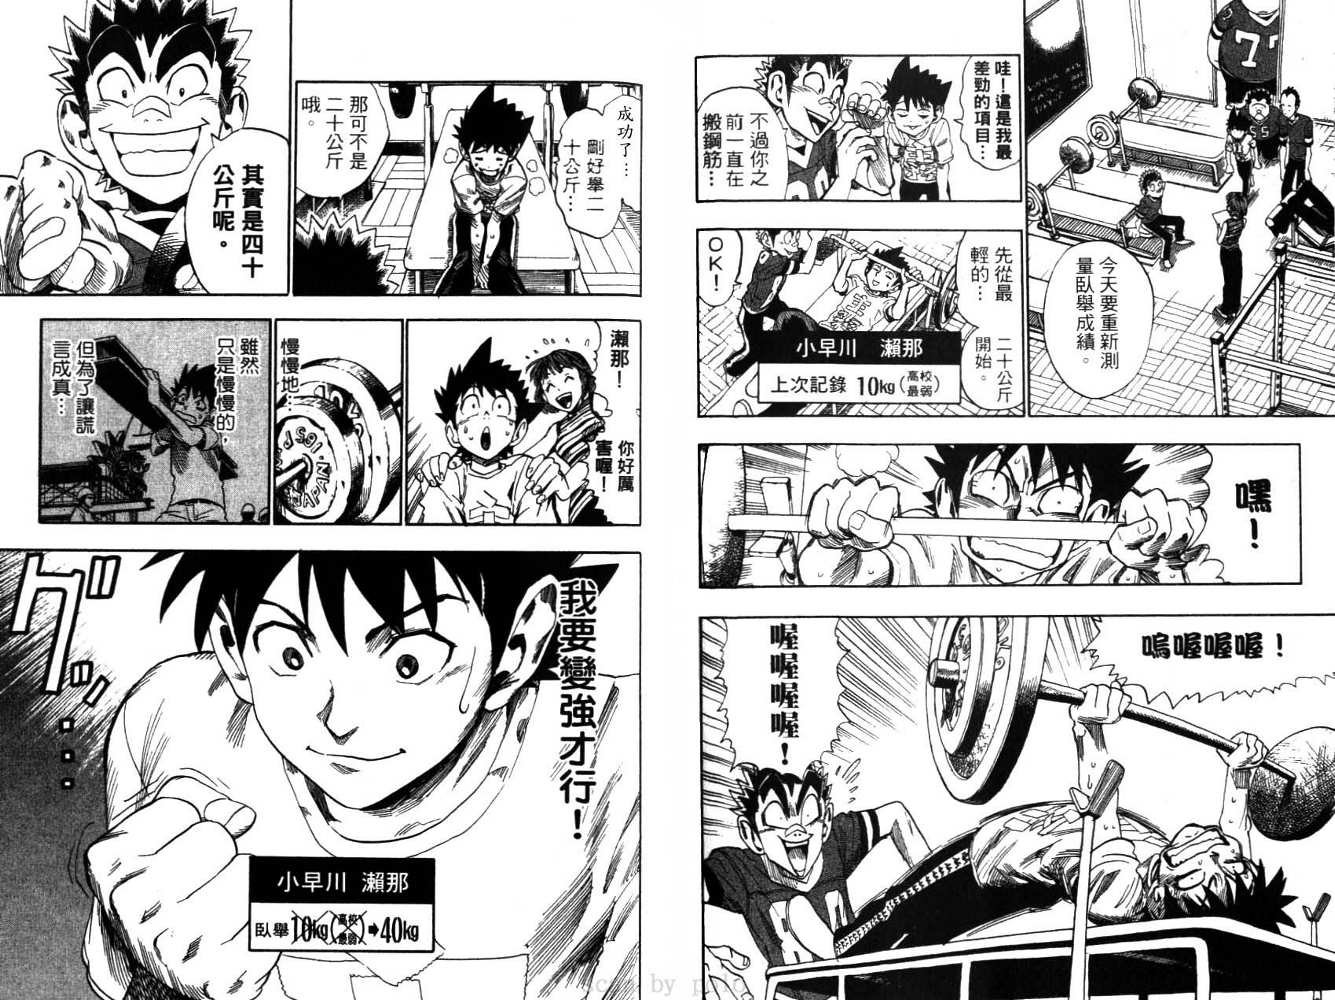 今天要重新測
量臥舉成績。
哇！這是我最
差勁的項目…
不過你之
前一直在
搬鋼筋…
先從最
輕的…
二十公斤
開始。
OK！
小早川 瀨那
上次記錄 10kg（高校最弱）
嘿！
嗚喔喔喔！
喔喔喔喔！
成功了…
剛好舉二
十公斤…
那可不是
二十公斤
哦。
其實是四十
公斤呢。
瀨那！
你好厲
害喔！
慢慢地…
雖然
只是慢慢的，
但為了讓謊
言成真…
我要變強才行！
グッ…
小早川 瀨那
臥舉 10kg（高校最弱）➡40kg